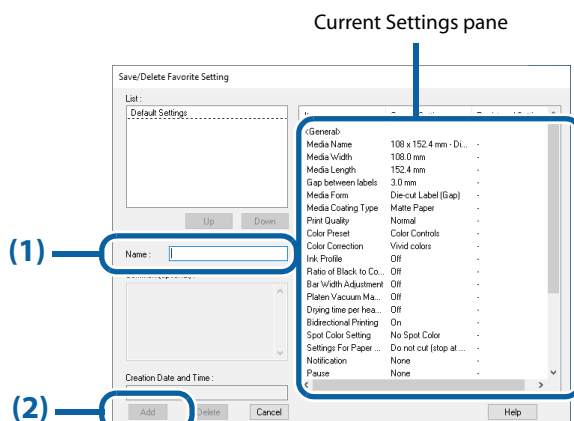 Current Settings pane
Save/Delete Favorite Setting
List :
Default Settings
Up Down
(1)
Name :
Creation Date and Time :
(2)
Add Delete Cancel
<General>
Media Name 108 x 152.4 mm - Di... -
Media Width 108.0 mm -
Media Length 152.4 mm -
Gap between labels 3.0 mm -
Media Form Die-cut Label (Gap) -
Media Coating Type Matte Paper -
Print Quality Normal -
Color Preset Color Controls -
Color Correction Vivid colors -
Ink Profile Off -
Ratio of Black to Co... Off -
Bar Width Adjustment Off -
Platen Vacuum Ma... Off -
Drying time per hea... Off -
Bidirectional Printing On -
Spot Color Setting No Spot Color -
Settings For Paper ... Do not cut (stop at ... -
Notification None -
Pause None -
Help